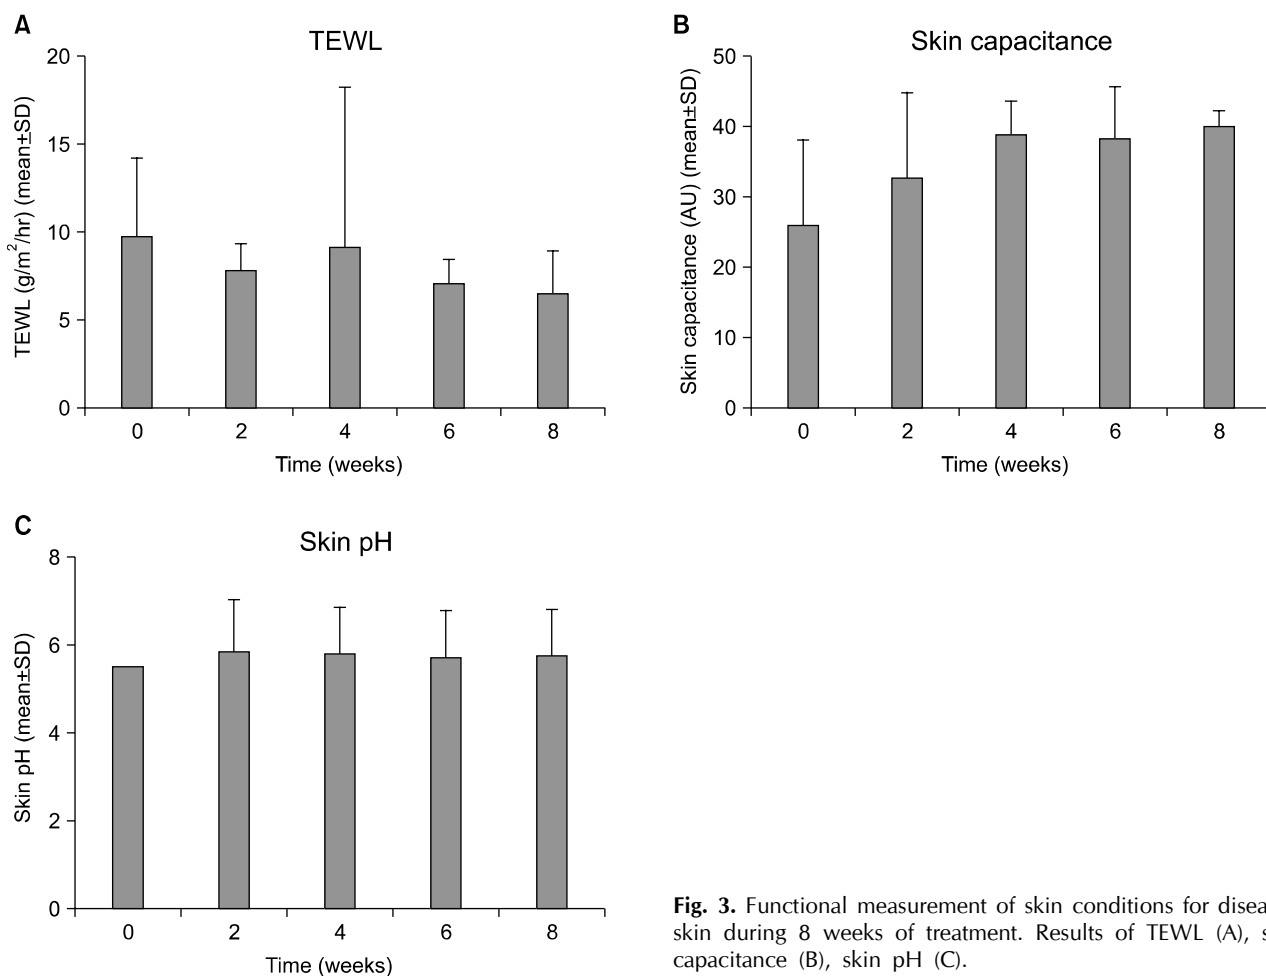 A
TEWL
20
15
10
5
0
TEWL (g/m²/hr) (mean±SD)
0 2 4 6 8
Time (weeks)
B
Skin capacitance
50
40
30
20
10
0
Skin capacitance (AU) (mean±SD)
0 2 4 6 8
Time (weeks)
C
Skin pH
8
6
4
2
0
Skin pH (mean±SD)
0 2 4 6 8
Time (weeks)
Fig. 3. Functional measurement of skin conditions for
skin during 8 weeks of treatment. Results of TEWL (A),
capacitance (B), skin pH (C).